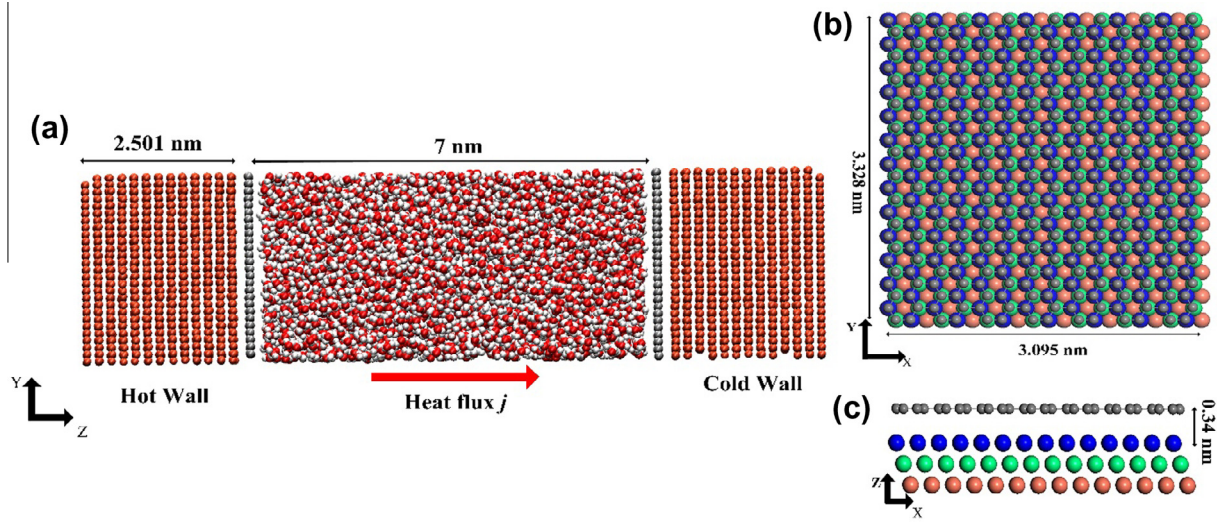 (a)
2.501 nm
7 nm
Y
Z
Hot Wall
Heat flux j
Cold Wall
(b)
3.328 nm
Y
X
3.095 nm
(c)
0.34 nm
Z
X